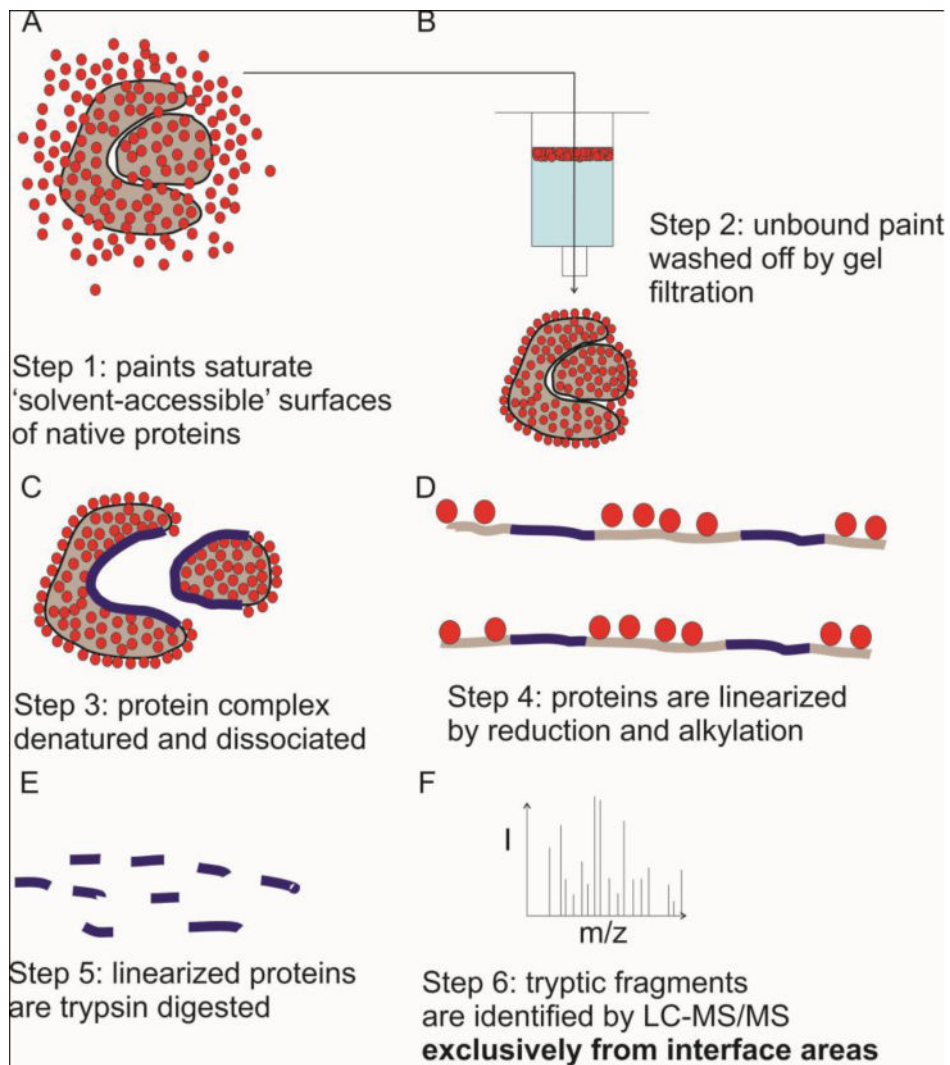 A
B
Step 2: unbound paint
washed off by gel
filtration
Step 1: paints saturate
‘solvent-accessible’ surfaces
of native proteins
C
D
Step 3: protein complex
denatured and dissociated
Step 4: proteins are linearized
by reduction and alkylation
E
F
I
m/z
Step 5: linearized proteins
are trypsin digested
Step 6: tryptic fragments
are identified by LC-MS/MS
exclusively from interface areas